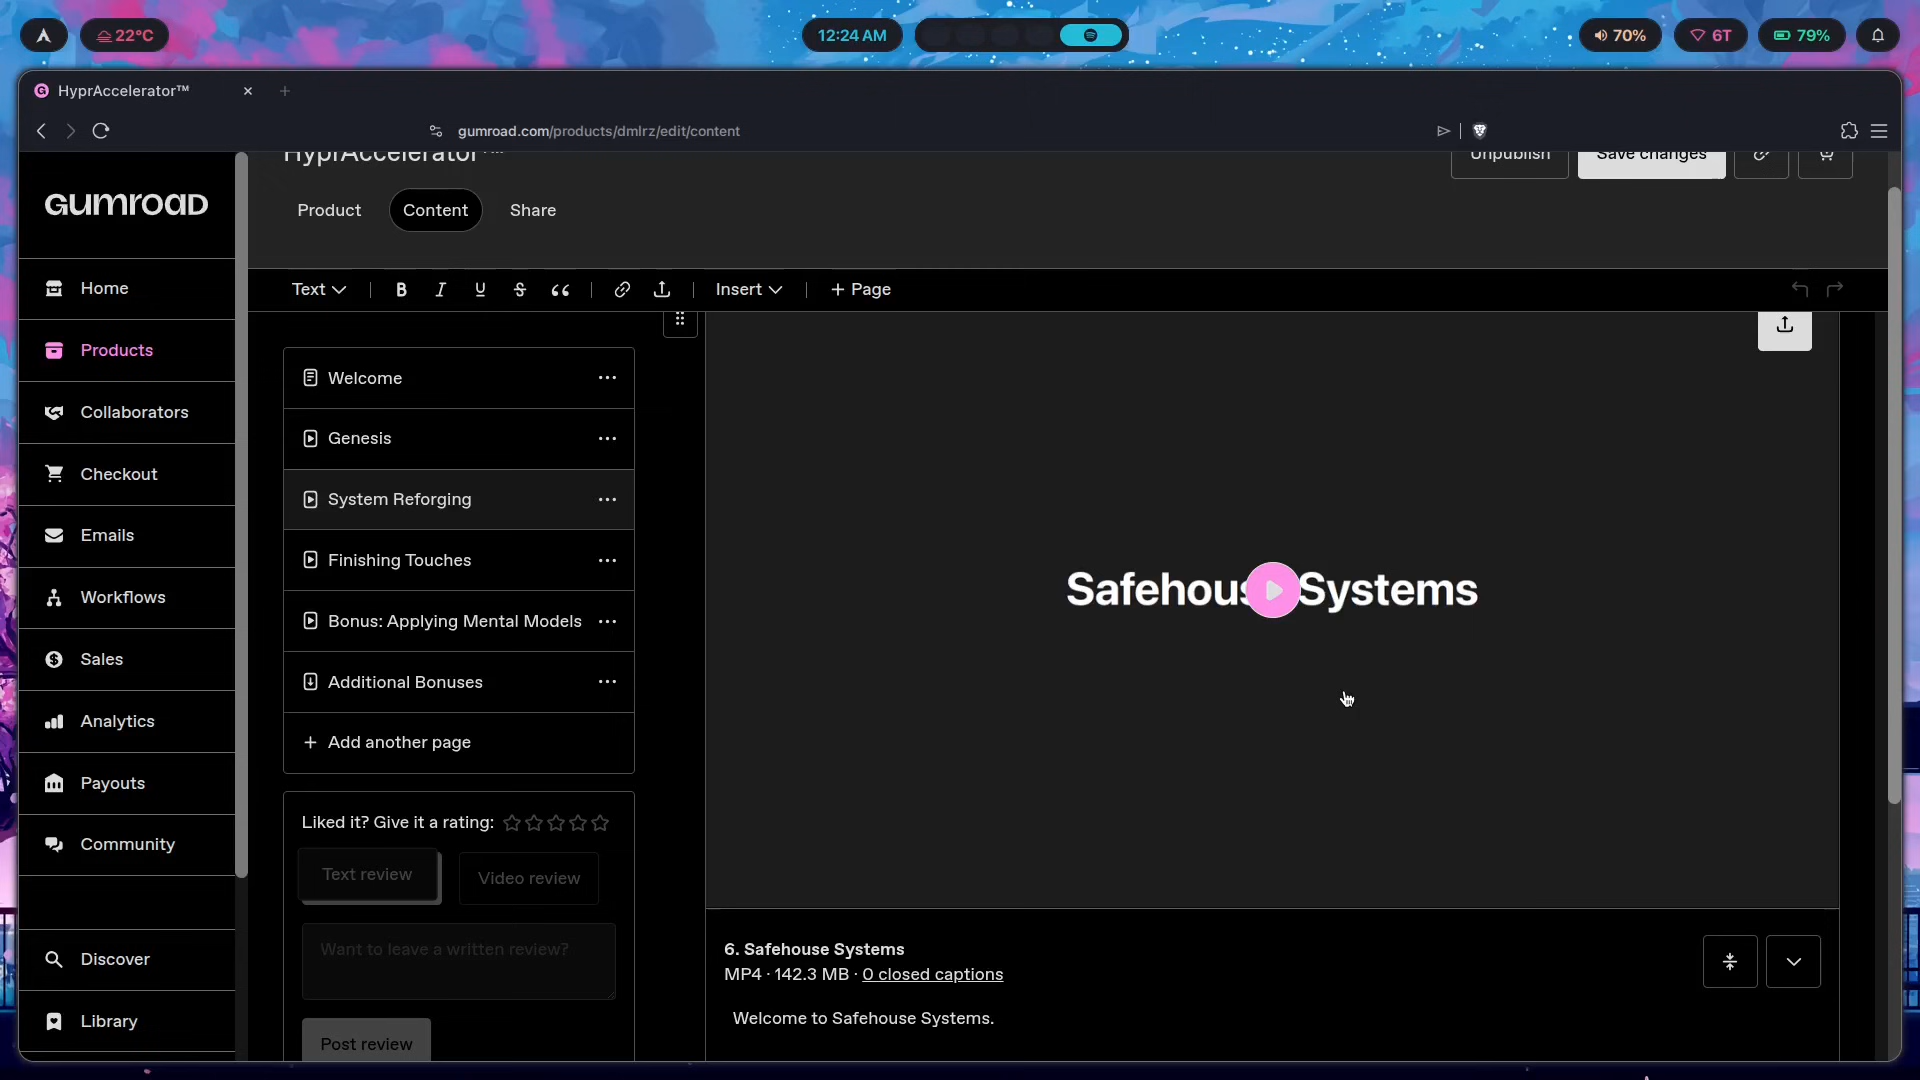 22°C
12:24 AM
70%
6T
79%
HyprAccelerator™
gumroad.com/products/dmlrz/edit/content
HyprAccelerator™
Unpublish
Save changes
GUMROAD
Product
Content
Share
Text
B
I
U
S
Insert
+ Page
Home
Products
Collaborators
Checkout
Emails
Workflows
Sales
Analytics
Payouts
Community
Discover
Library
Welcome
Genesis
System Reforging
Finishing Touches
Bonus: Applying Mental Models
Additional Bonuses
+ Add another page
Liked it? Give it a rating:
Text review
Video review
Want to leave a written review?
Post review
Safehouse Systems
6. Safehouse Systems
MP4 · 142.3 MB · 0 closed captions
Welcome to Safehouse Systems.